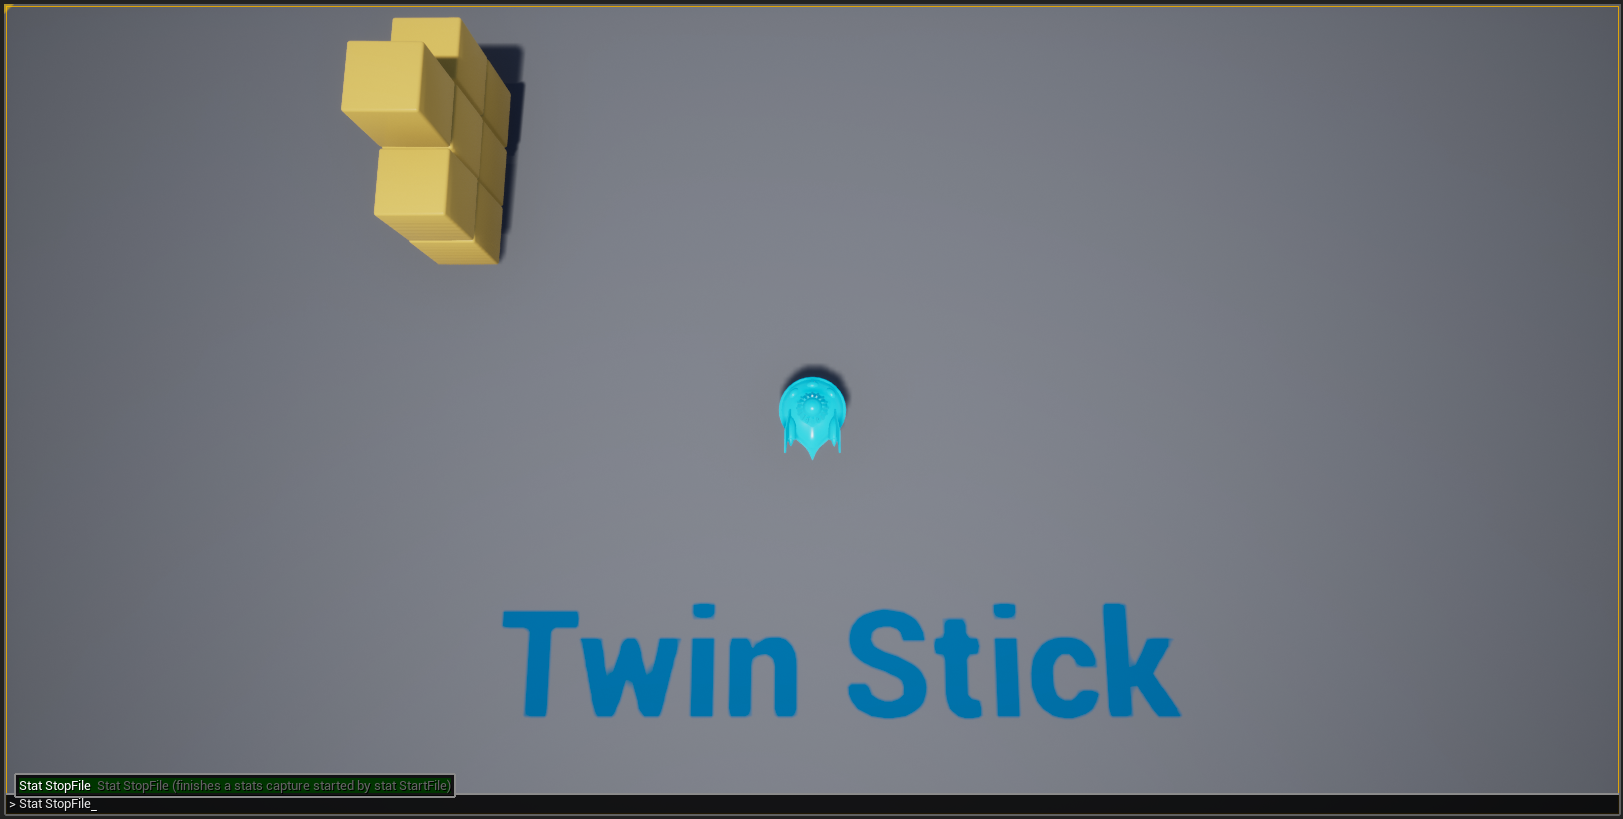 Twin Stick
Stat StopFile Stat StopFile (finishes a stats capture started by stat StartFile)
> Stat StopFile_